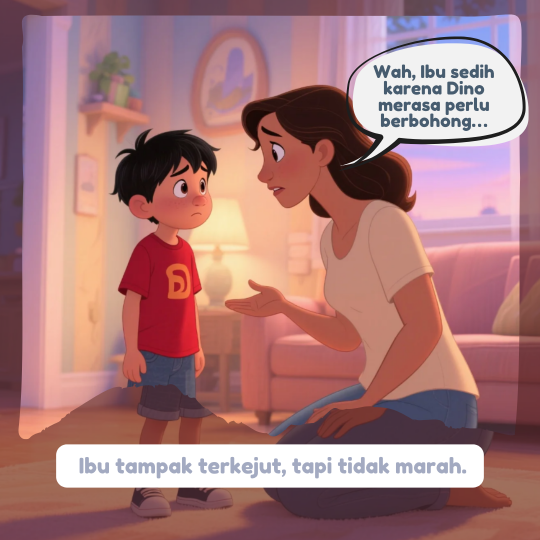 Wah, Ibu sedih
karena Dino
merasa perlu
berbohong...
D
Ibu tampak terkejut, tapi tidak marah.